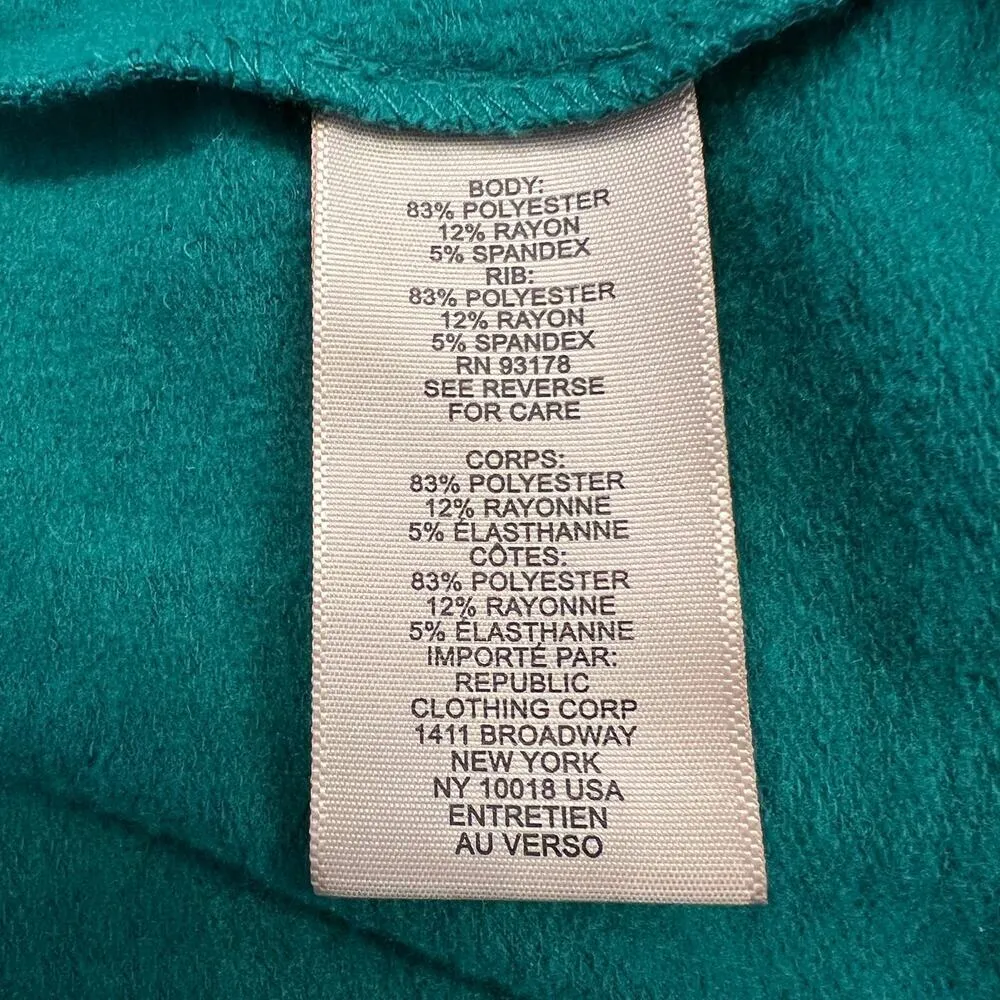 BODY:
83% POLYESTER
12% RAYON
5% SPANDEX
RIB:
83% POLYESTER
12% RAYON
5% SPANDEX
RN 93178
SEE REVERSE
FOR CARE
CORPS:
83% POLYESTER
12% RAYONNE
5% ÉLASTHANNE
CÔTES:
83% POLYESTER
12% RAYONNE
5% ÉLASTHANNE
IMPORTÉ PAR:
REPUBLIC
CLOTHING CORP
1411 BROADWAY
NEW YORK
NY 10018 USA
ENTRETIEN
AU VERSO